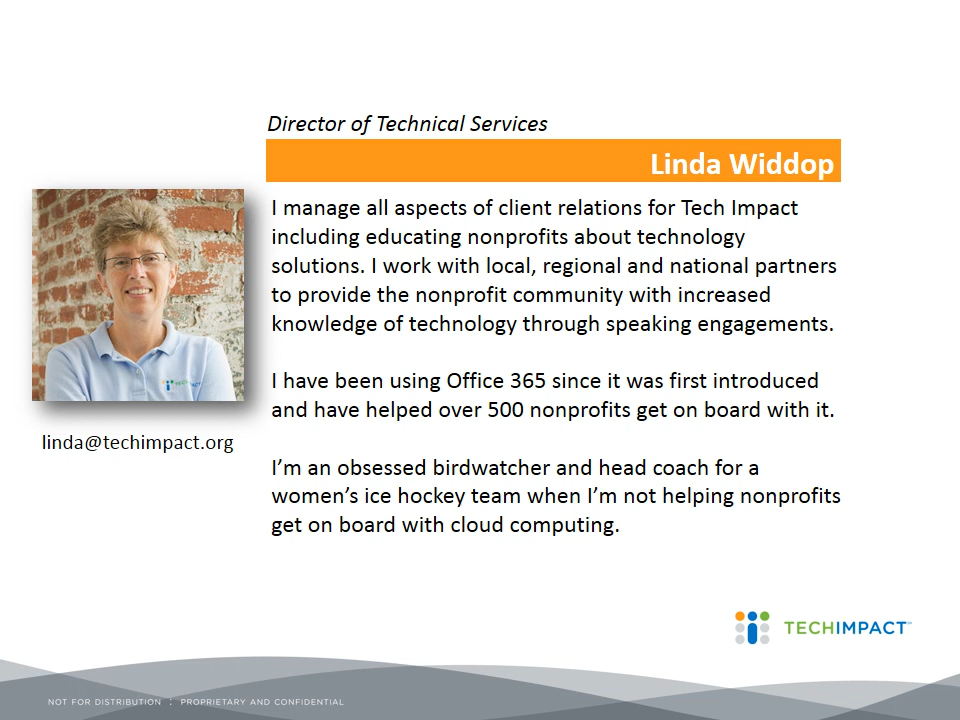 Director of Technical Services
Linda Widdop
I manage all aspects of client relations for Tech Impact
including educating nonprofits about technology
solutions. I work with local, regional and national partners
to provide the nonprofit community with increased
knowledge of technology through speaking engagements.
I have been using Office 365 since it was first introduced
and have helped over 500 nonprofits get on board with it.
I’m an obsessed birdwatcher and head coach for a
women’s ice hockey team when I’m not helping nonprofits
get on board with cloud computing.
TECHIMPACT
linda@techimpact.org
TECHIMPACT™
NOT FOR DISTRIBUTION : PROPRIETARY AND CONFIDENTIAL